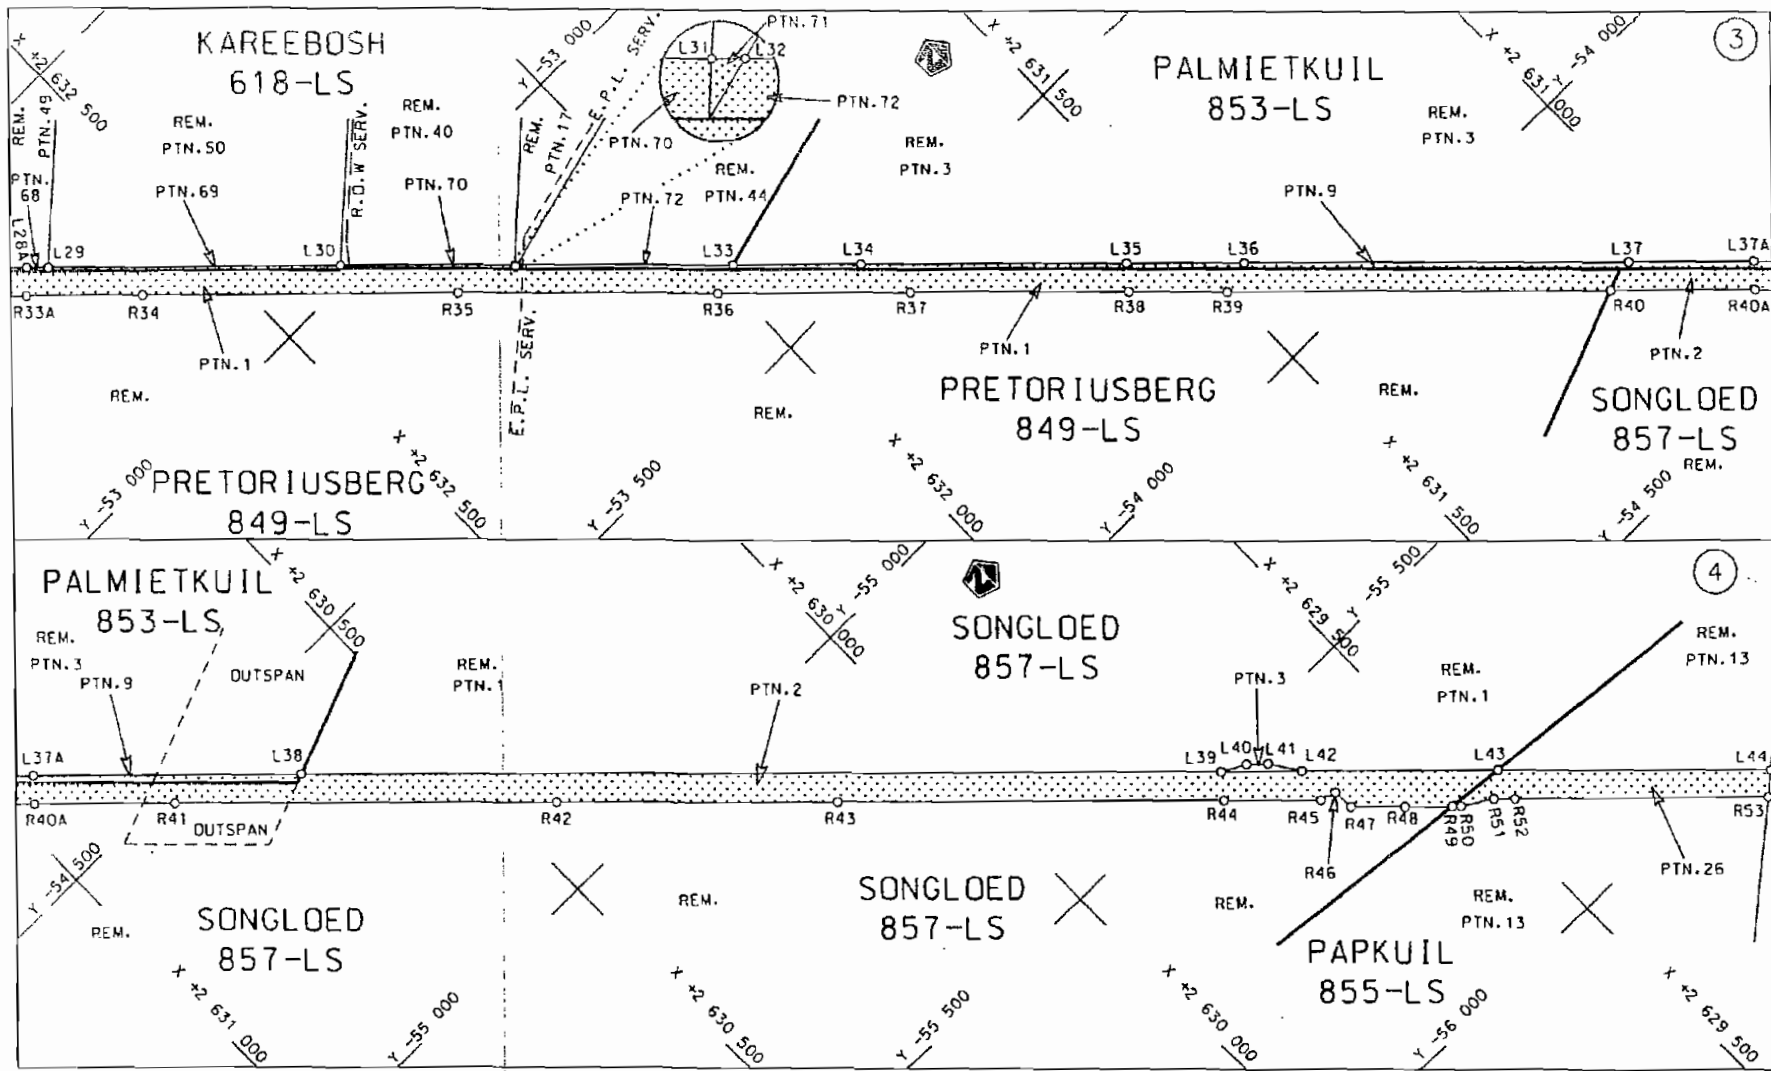 KAREEBOSH
618-LS
PALMIETKUIL
853-LS
3
X +2 632 500
Y -53 000
X +2 631 500
X +2 631 000
Y -54 000
E.P.L. SERV.
PTN.71
L31
L32
PTN.72
PTN.70
REM.
PTN.49
REM.
PTN.50
R.O.W SERV.
REM.
PTN.40
REM.
PTN.17
REM.
PTN.3
REM.
PTN.3
PTN.
68
PTN.69
PTN.70
PTN.72
REM.
PTN.44
PTN.9
L28A
L29
L30
L33
L34
L35
L36
L37
L37A
R33A
R34
R35
R36
R37
R38
R39
R40
R40A
PTN.1
E.P.L. SERV.
PTN.1
PTN.2
REM.
REM.
PRETORIUSBERG
849-LS
REM.
SONGLOED
857-LS
REM.
PRETORIUSBERG
849-LS
Y -53 000
X +2 632 500
Y -53 500
X +2 632 000
Y -54 000
X +2 631 500
Y -54 500
PALMIETKUIL
853-LS
4
X +2 630 500
X +2 630 000
Y -55 000
X +2 629 500
Y -55 500
SONGLOED
857-LS
REM.
PTN.3
PTN.9
OUTSPAN
REM.
PTN.1
PTN.2
PTN.3
REM.
PTN.1
REM.
PTN.13
L37A
L38
L39
L40
L41
L42
L43
L44
R40A
R41
R42
R43
R44
R45
R46
R47
R48
R49
R50
R51
R52
R53
OUTSPAN
Y -54 500
REM.
SONGLOED
857-LS
REM.
SONGLOED
857-LS
REM.
REM.
PTN.13
PTN.26
PAPKUIL
855-LS
X +2 631 000
Y -55 000
X +2 630 500
Y -55 500
X +2 630 000
Y -56 000
X +2 629 500